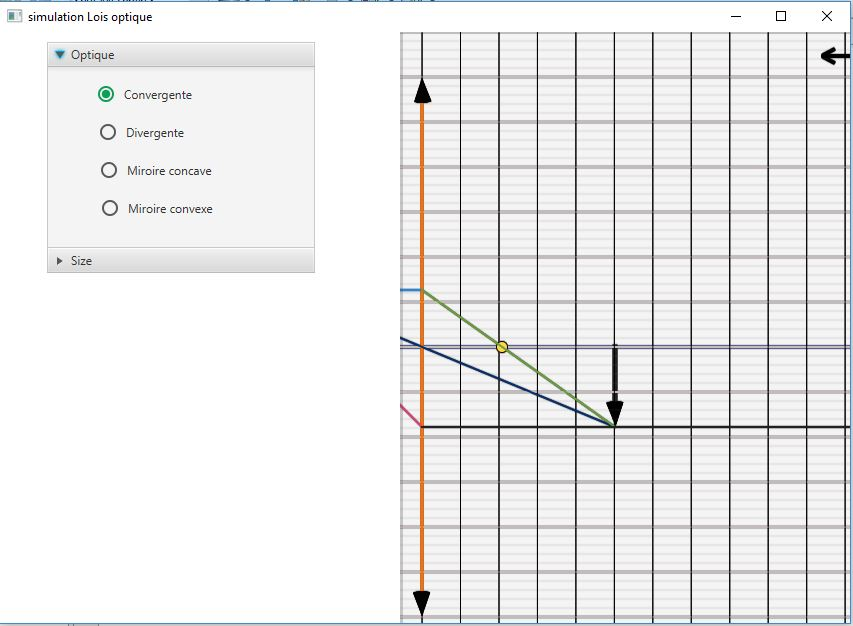 simulation Lois optique
Optique
Convergente
Divergente
Miroire concave
Miroire convexe
Size